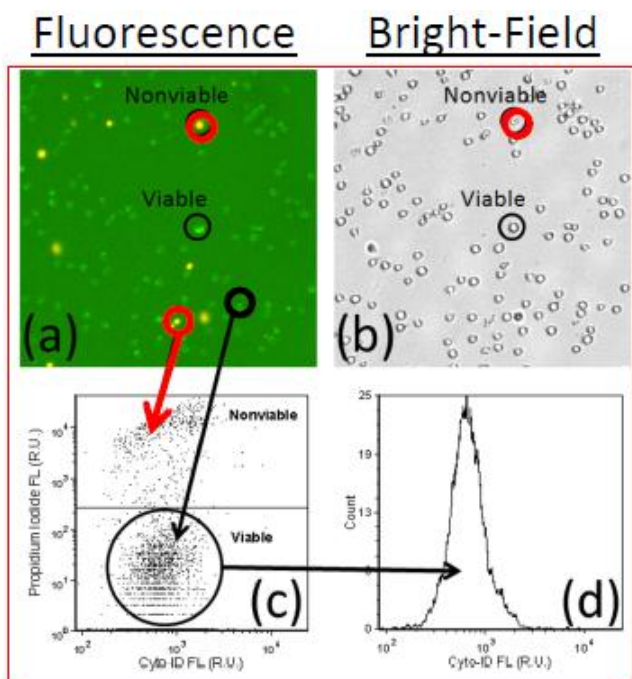 Fluorescence Bright-Field
Nonviable
Viable
(a)
Nonviable
Viable
(b)
Propidium Iodide FL (R.U.)
10⁴
10³
10²
10¹
10⁰
Nonviable
Viable
(c)
10² 10³ 10⁴
Cyto-ID FL (R.U.)
Count
25
19
13
6
0
(d)
10² 10³ 10⁴
Cyto-ID FL (R.U.)